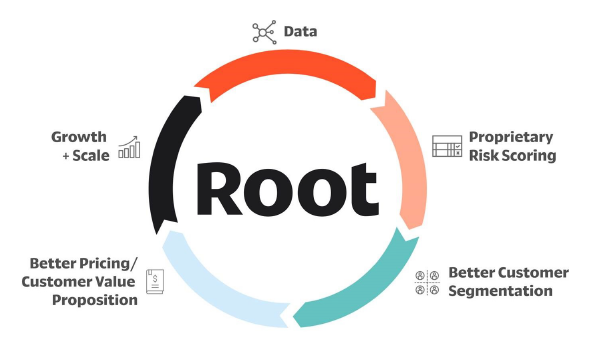 Data
Proprietary
Risk Scoring
Better Customer
Segmentation
Better Pricing/
Customer Value
Proposition
Growth
+ Scale
Root